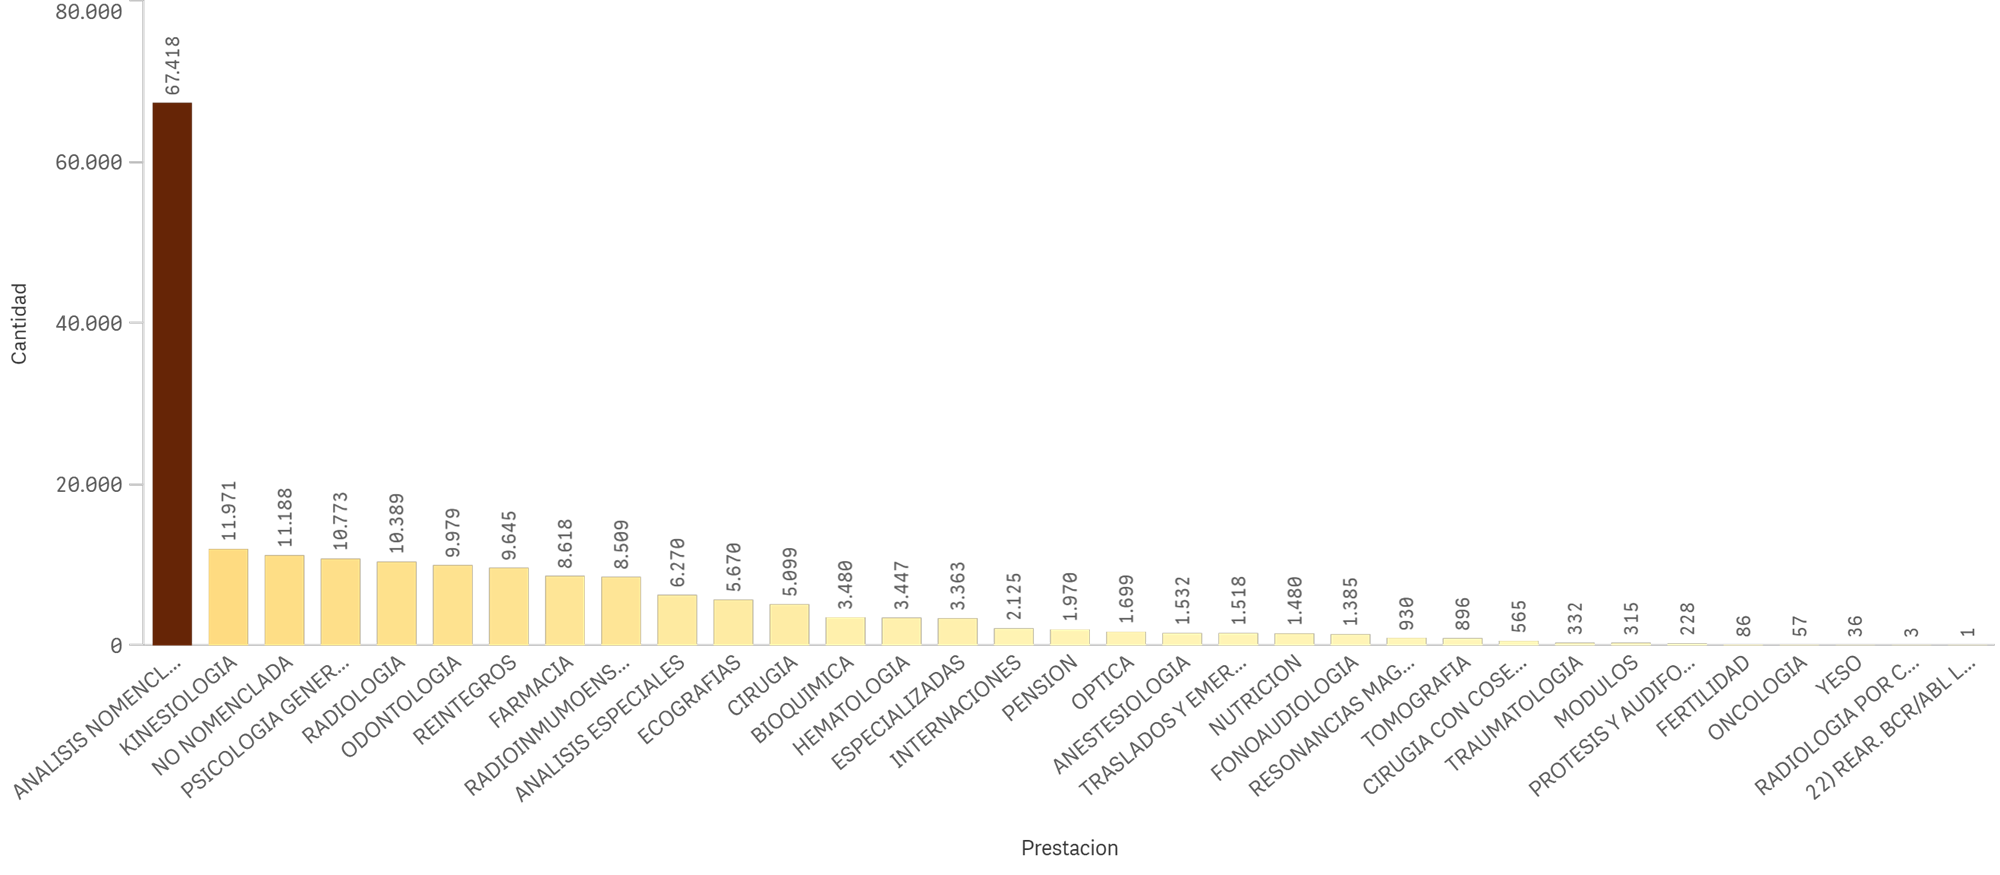 80.000
60.000
40.000
20.000
0
Cantidad
67.418
11.971
11.188
10.773
10.389
9.979
9.645
8.618
8.509
6.270
5.670
5.099
3.480
3.447
3.363
2.125
1.970
1.699
1.532
1.518
1.480
1.385
930
896
565
332
315
228
86
57
36
3
1
ANALISIS NOMENCL...
KINESIOLOGIA
NO NOMENCLADA
PSICOLOGIA GENER...
RADIOLOGIA
ODONTOLOGIA
REINTEGROS
FARMACIA
RADIOINMUMOENS...
ANALISIS ESPECIALES
ECOGRAFIAS
CIRUGIA
BIOQUIMICA
HEMATOLOGIA
ESPECIALIZADAS
INTERNACIONES
PENSION
OPTICA
ANESTESIOLOGIA
TRASLADOS Y EMER...
NUTRICION
FONOAUDIOLOGIA
RESONANCIAS MAG...
TOMOGRAFIA
CIRUGIA CON COSE...
TRAUMATOLOGIA
MODULOS
PROTESIS Y AUDIFO...
FERTILIDAD
ONCOLOGIA
YESO
RADIOLOGIA POR C...
22) REAR. BCR/ABL L...
Prestacion